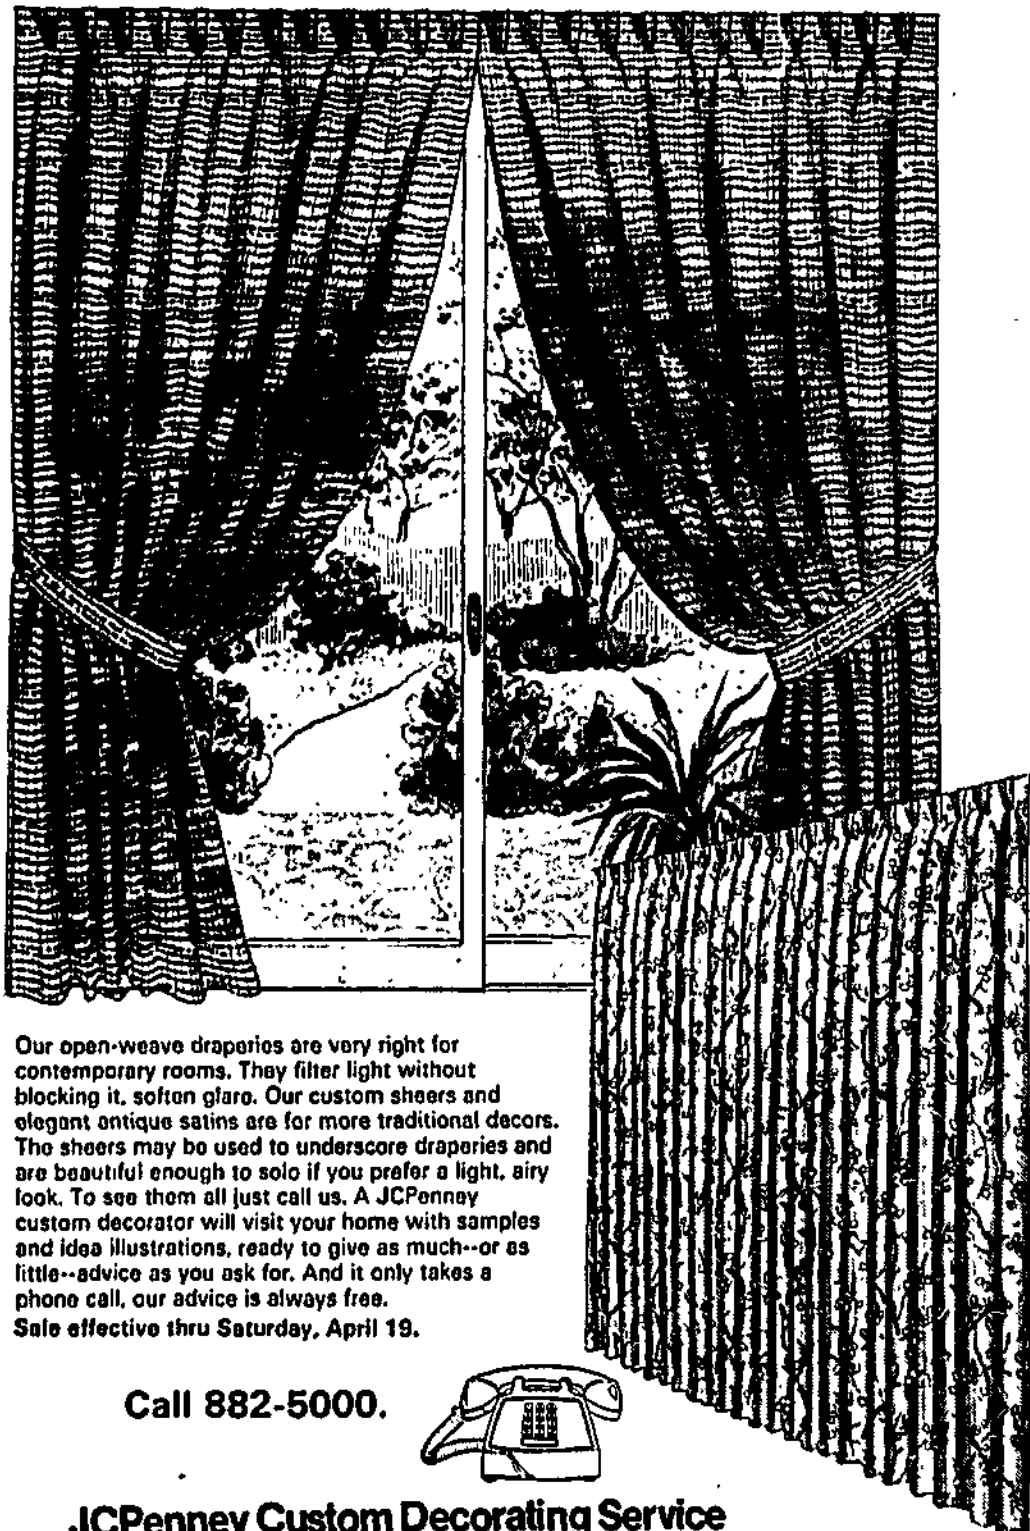 Our open-weave draperies are very right for
contemporary rooms. They filter light without
blocking it, soften glare. Our custom sheers and
elegant antique satins are for more traditional decors.
The sheers may be used to underscore draperies and
are beautiful enough to solo if you prefer a light, airy
look. To see them all just call us. A JCPenney
custom decorator will visit your home with samples
and idea illustrations, ready to give as much--or as
little--advice as you ask for. And it only takes a
phone call, our advice is always free.
Sale effective thru Saturday, April 19.
Call 882-5000.
JCPenney Custom Decorating Service